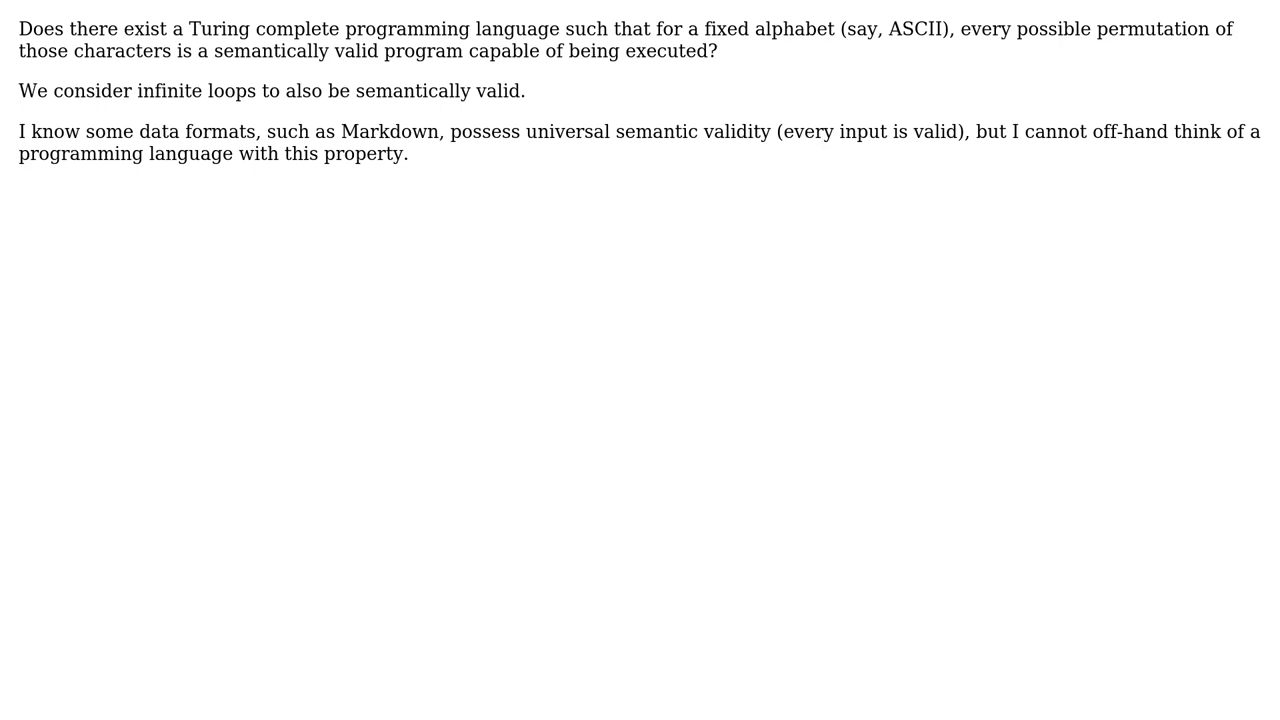 Does there exist a Turing complete programming language such that for a fixed alphabet (say, ASCII), every possible permutation of
those characters is a semantically valid program capable of being executed?
We consider infinite loops to also be semantically valid.
I know some data formats, such as Markdown, possess universal semantic validity (every input is valid), but I cannot off-hand think of a
programming language with this property.